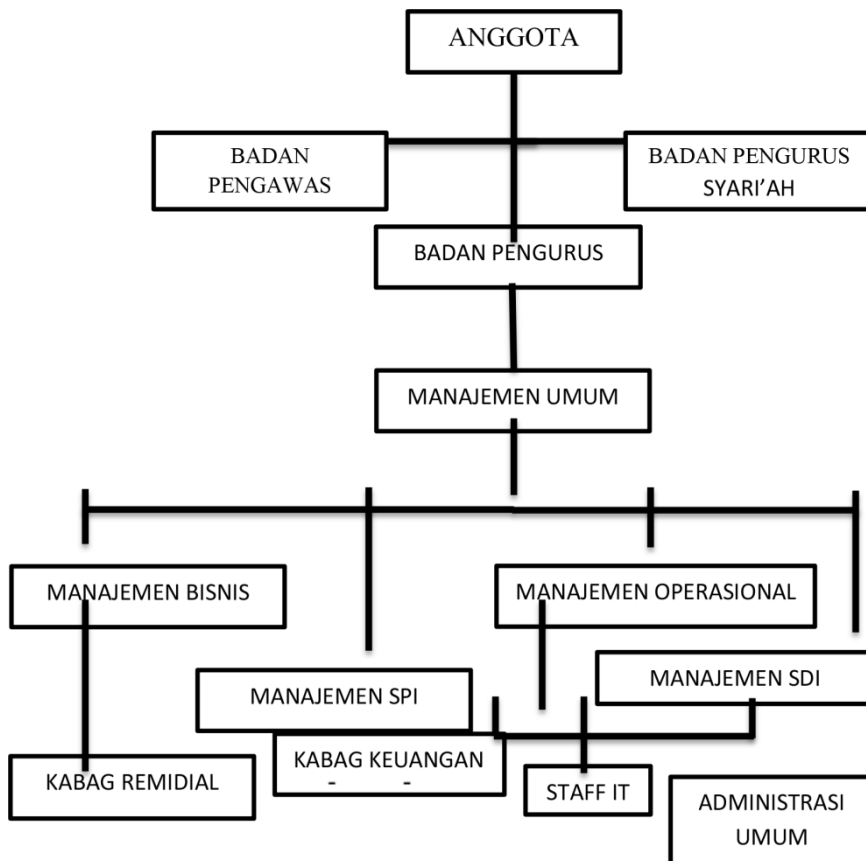 ANGGOTA
BADAN
PENGAWAS
BADAN PENGURUS
SYARI'AH
BADAN PENGURUS
MANAJEMEN UMUM
MANAJEMEN BISNIS
MANAJEMEN OPERASIONAL
MANAJEMEN SPI
MANAJEMEN SDI
KABAG REMIDIAL
KABAG KEUANGAN
- -
STAFF IT
ADMINISTRASI
UMUM